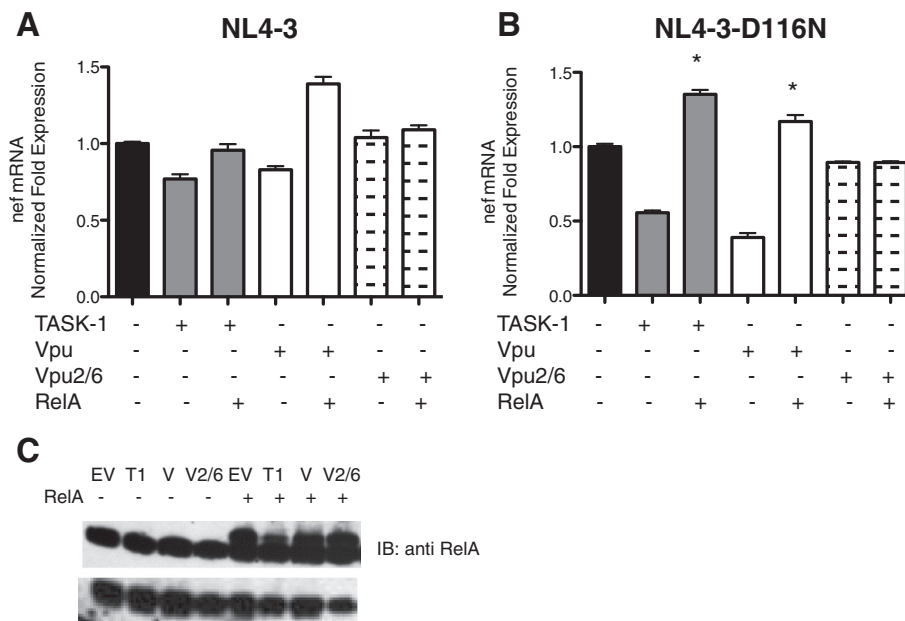 A
NL4-3
nef mRNA
Normalized Fold Expression
1.5
1.0
0.5
0.0
TASK-1 - + + - - - -
Vpu - - - + + - -
Vpu2/6 - - - - - + +
RelA - - + - + - +
B
NL4-3-D116N
nef mRNA
Normalized Fold Expression
1.5
1.0
0.5
0.0
* *
TASK-1 - + + - - - -
Vpu - - - + + - -
Vpu2/6 - - - - - + +
RelA - - + - + - +
C
EV T1 V V2/6 EV T1 V V2/6
RelA - - - - + + + +
IB: anti RelA